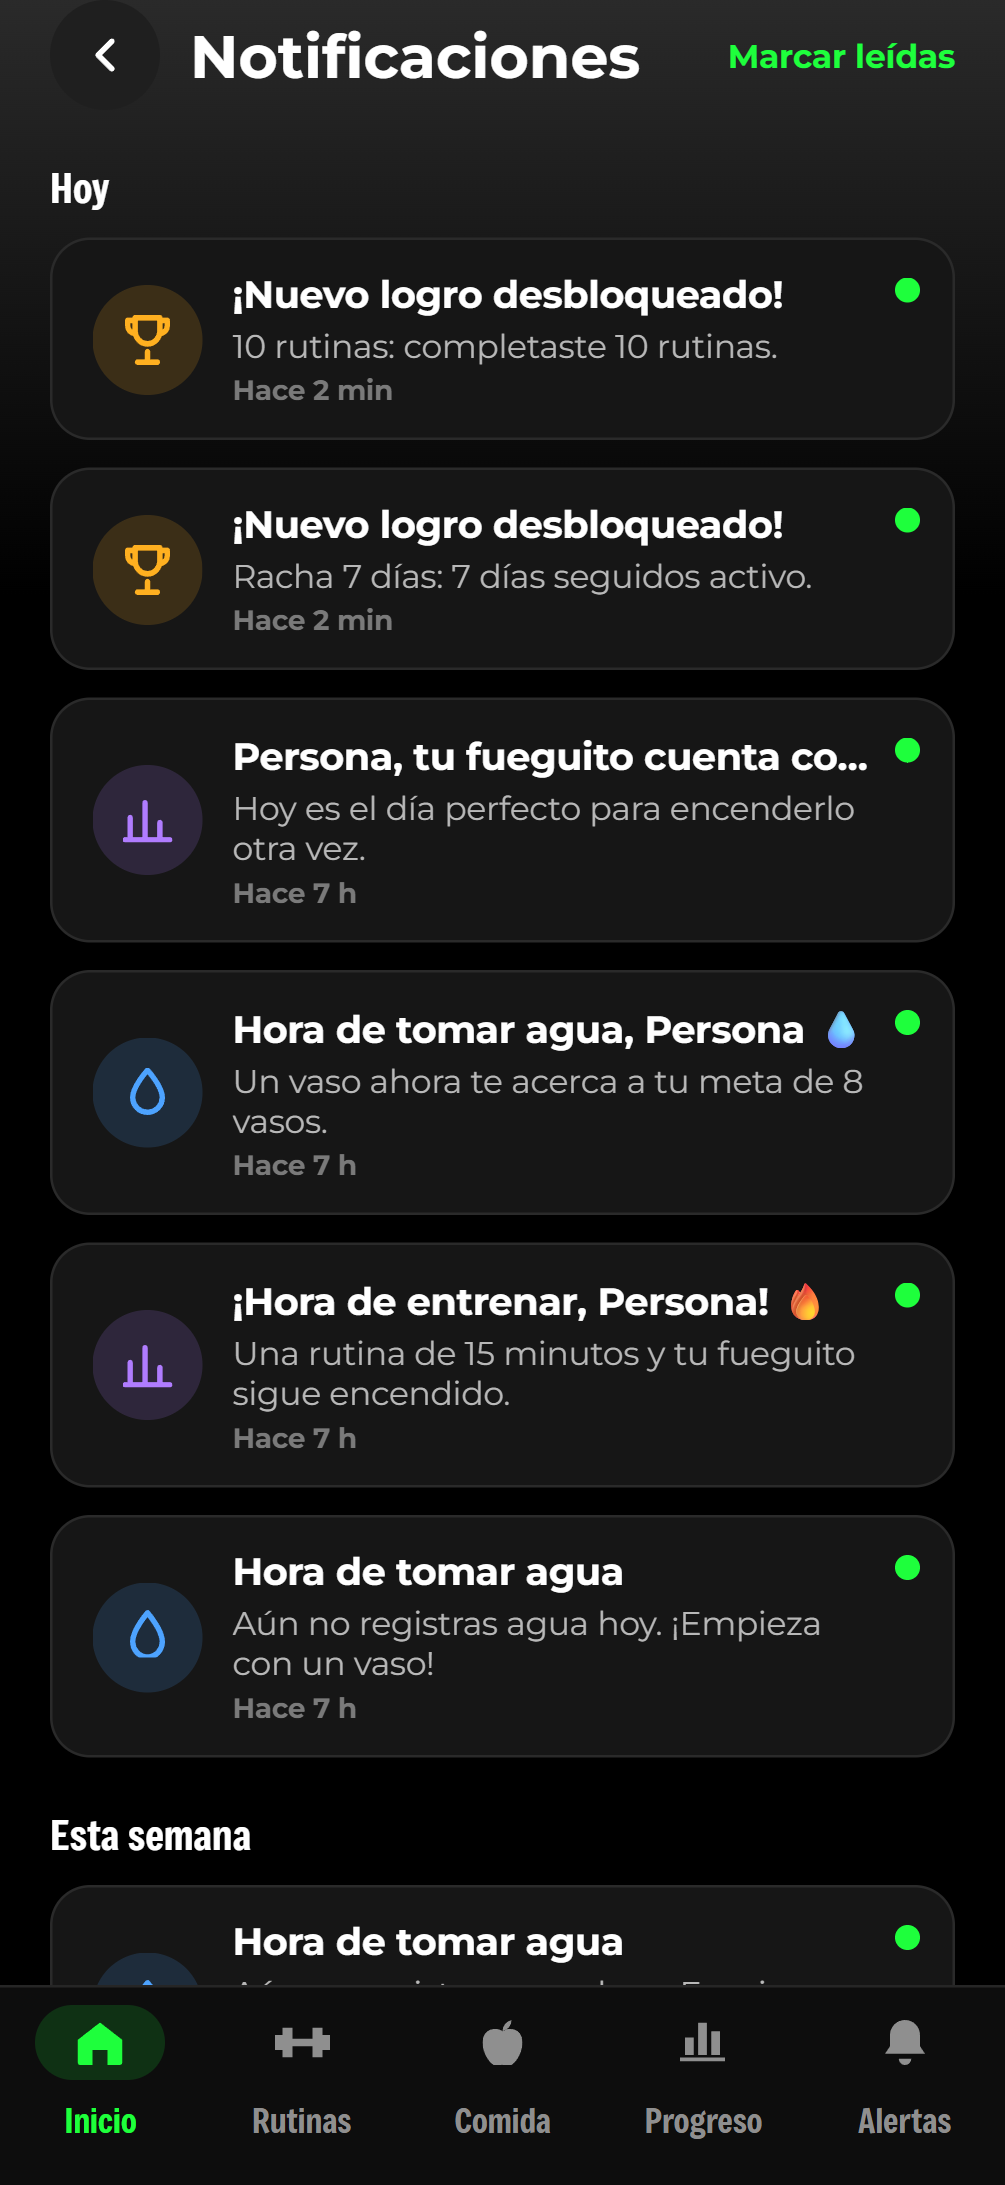 Notificaciones
Marcar leídas
Hoy
¡Nuevo logro desbloqueado!
10 rutinas: completaste 10 rutinas.
Hace 2 min
¡Nuevo logro desbloqueado!
Racha 7 días: 7 días seguidos activo.
Hace 2 min
Persona, tu fueguito cuenta co...
Hoy es el día perfecto para encenderlo
otra vez.
Hace 7 h
Hora de tomar agua, Persona 💧
Un vaso ahora te acerca a tu meta de 8
vasos.
Hace 7 h
¡Hora de entrenar, Persona! 🔥
Una rutina de 15 minutos y tu fueguito
sigue encendido.
Hace 7 h
Hora de tomar agua
Aún no registras agua hoy. ¡Empieza
con un vaso!
Hace 7 h
Esta semana
Hora de tomar agua
Inicio
Rutinas
Comida
Progreso
Alertas